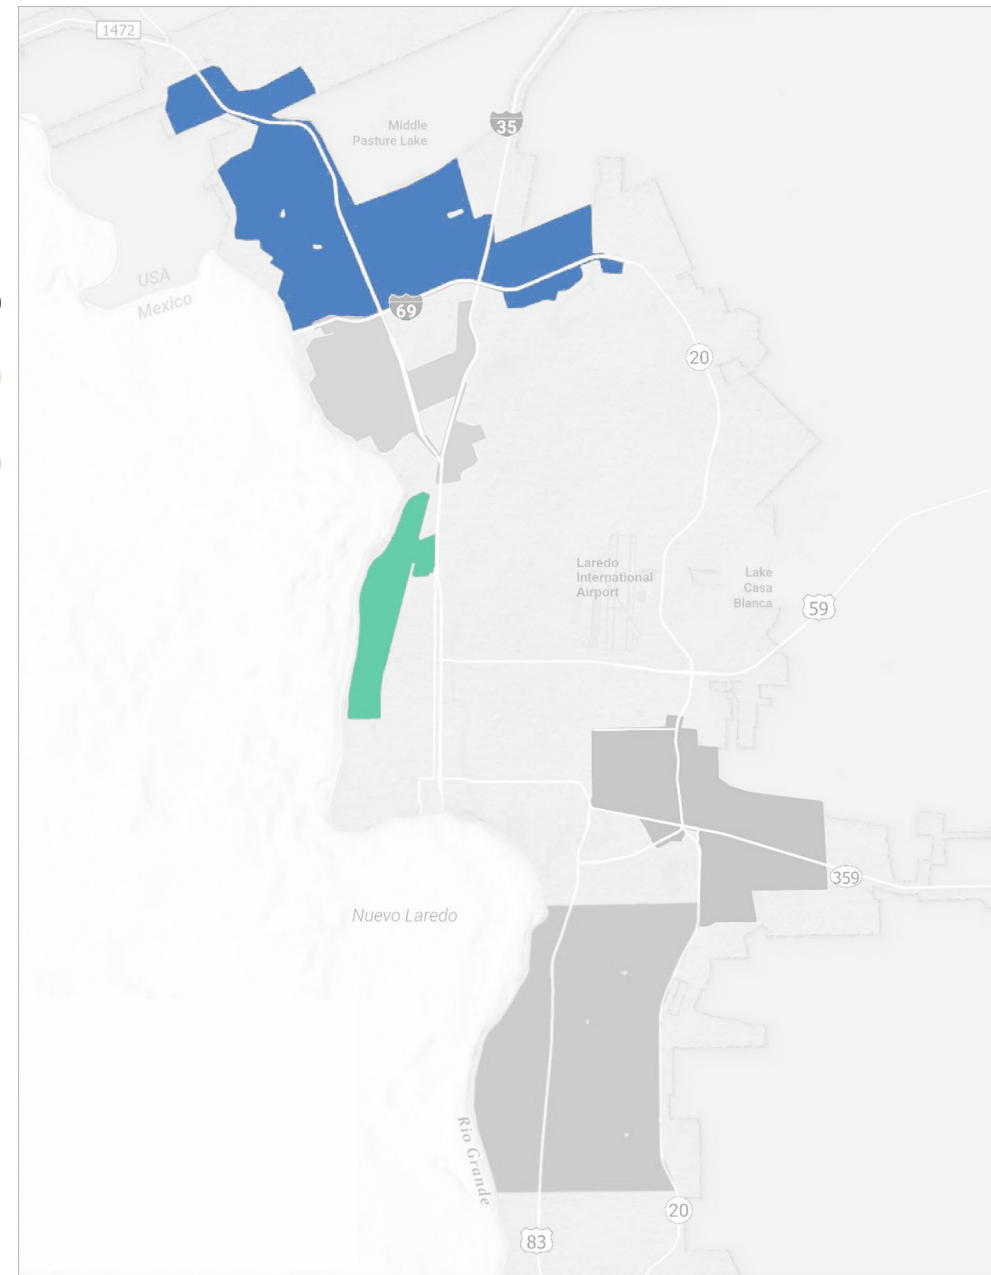 1472
Middle
Pasture Lake
35
USA
Mexico
69
20
Laredo
International
Airport
Lake
Casa
Blanca
59
359
Nuevo Laredo
Rio Grande
20
83